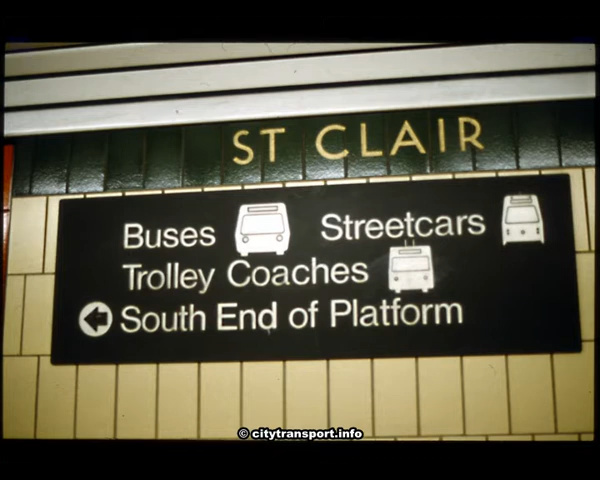 ST CLAIR
Buses Streetcars
Trolley Coaches
South End of Platform
© citytransport.info